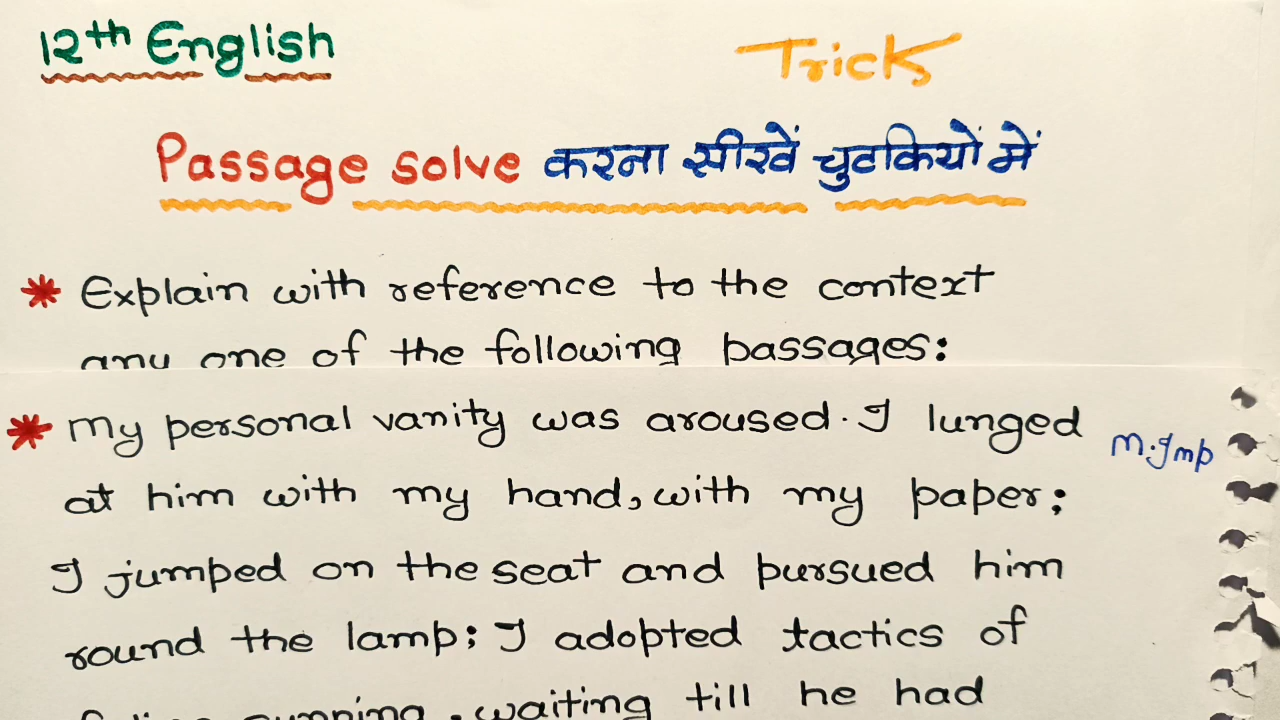 12th English
Trick
Passage solve करना सीखें चुटकियों में
* Explain with reference to the context
any one of the following passages:
* My personal vanity was aroused. I lunged
M. Imp
at him with my hand, with my paper;
I jumped on the seat and pursued him
round the lamp; I adopted tactics of
cunning, waiting till he had